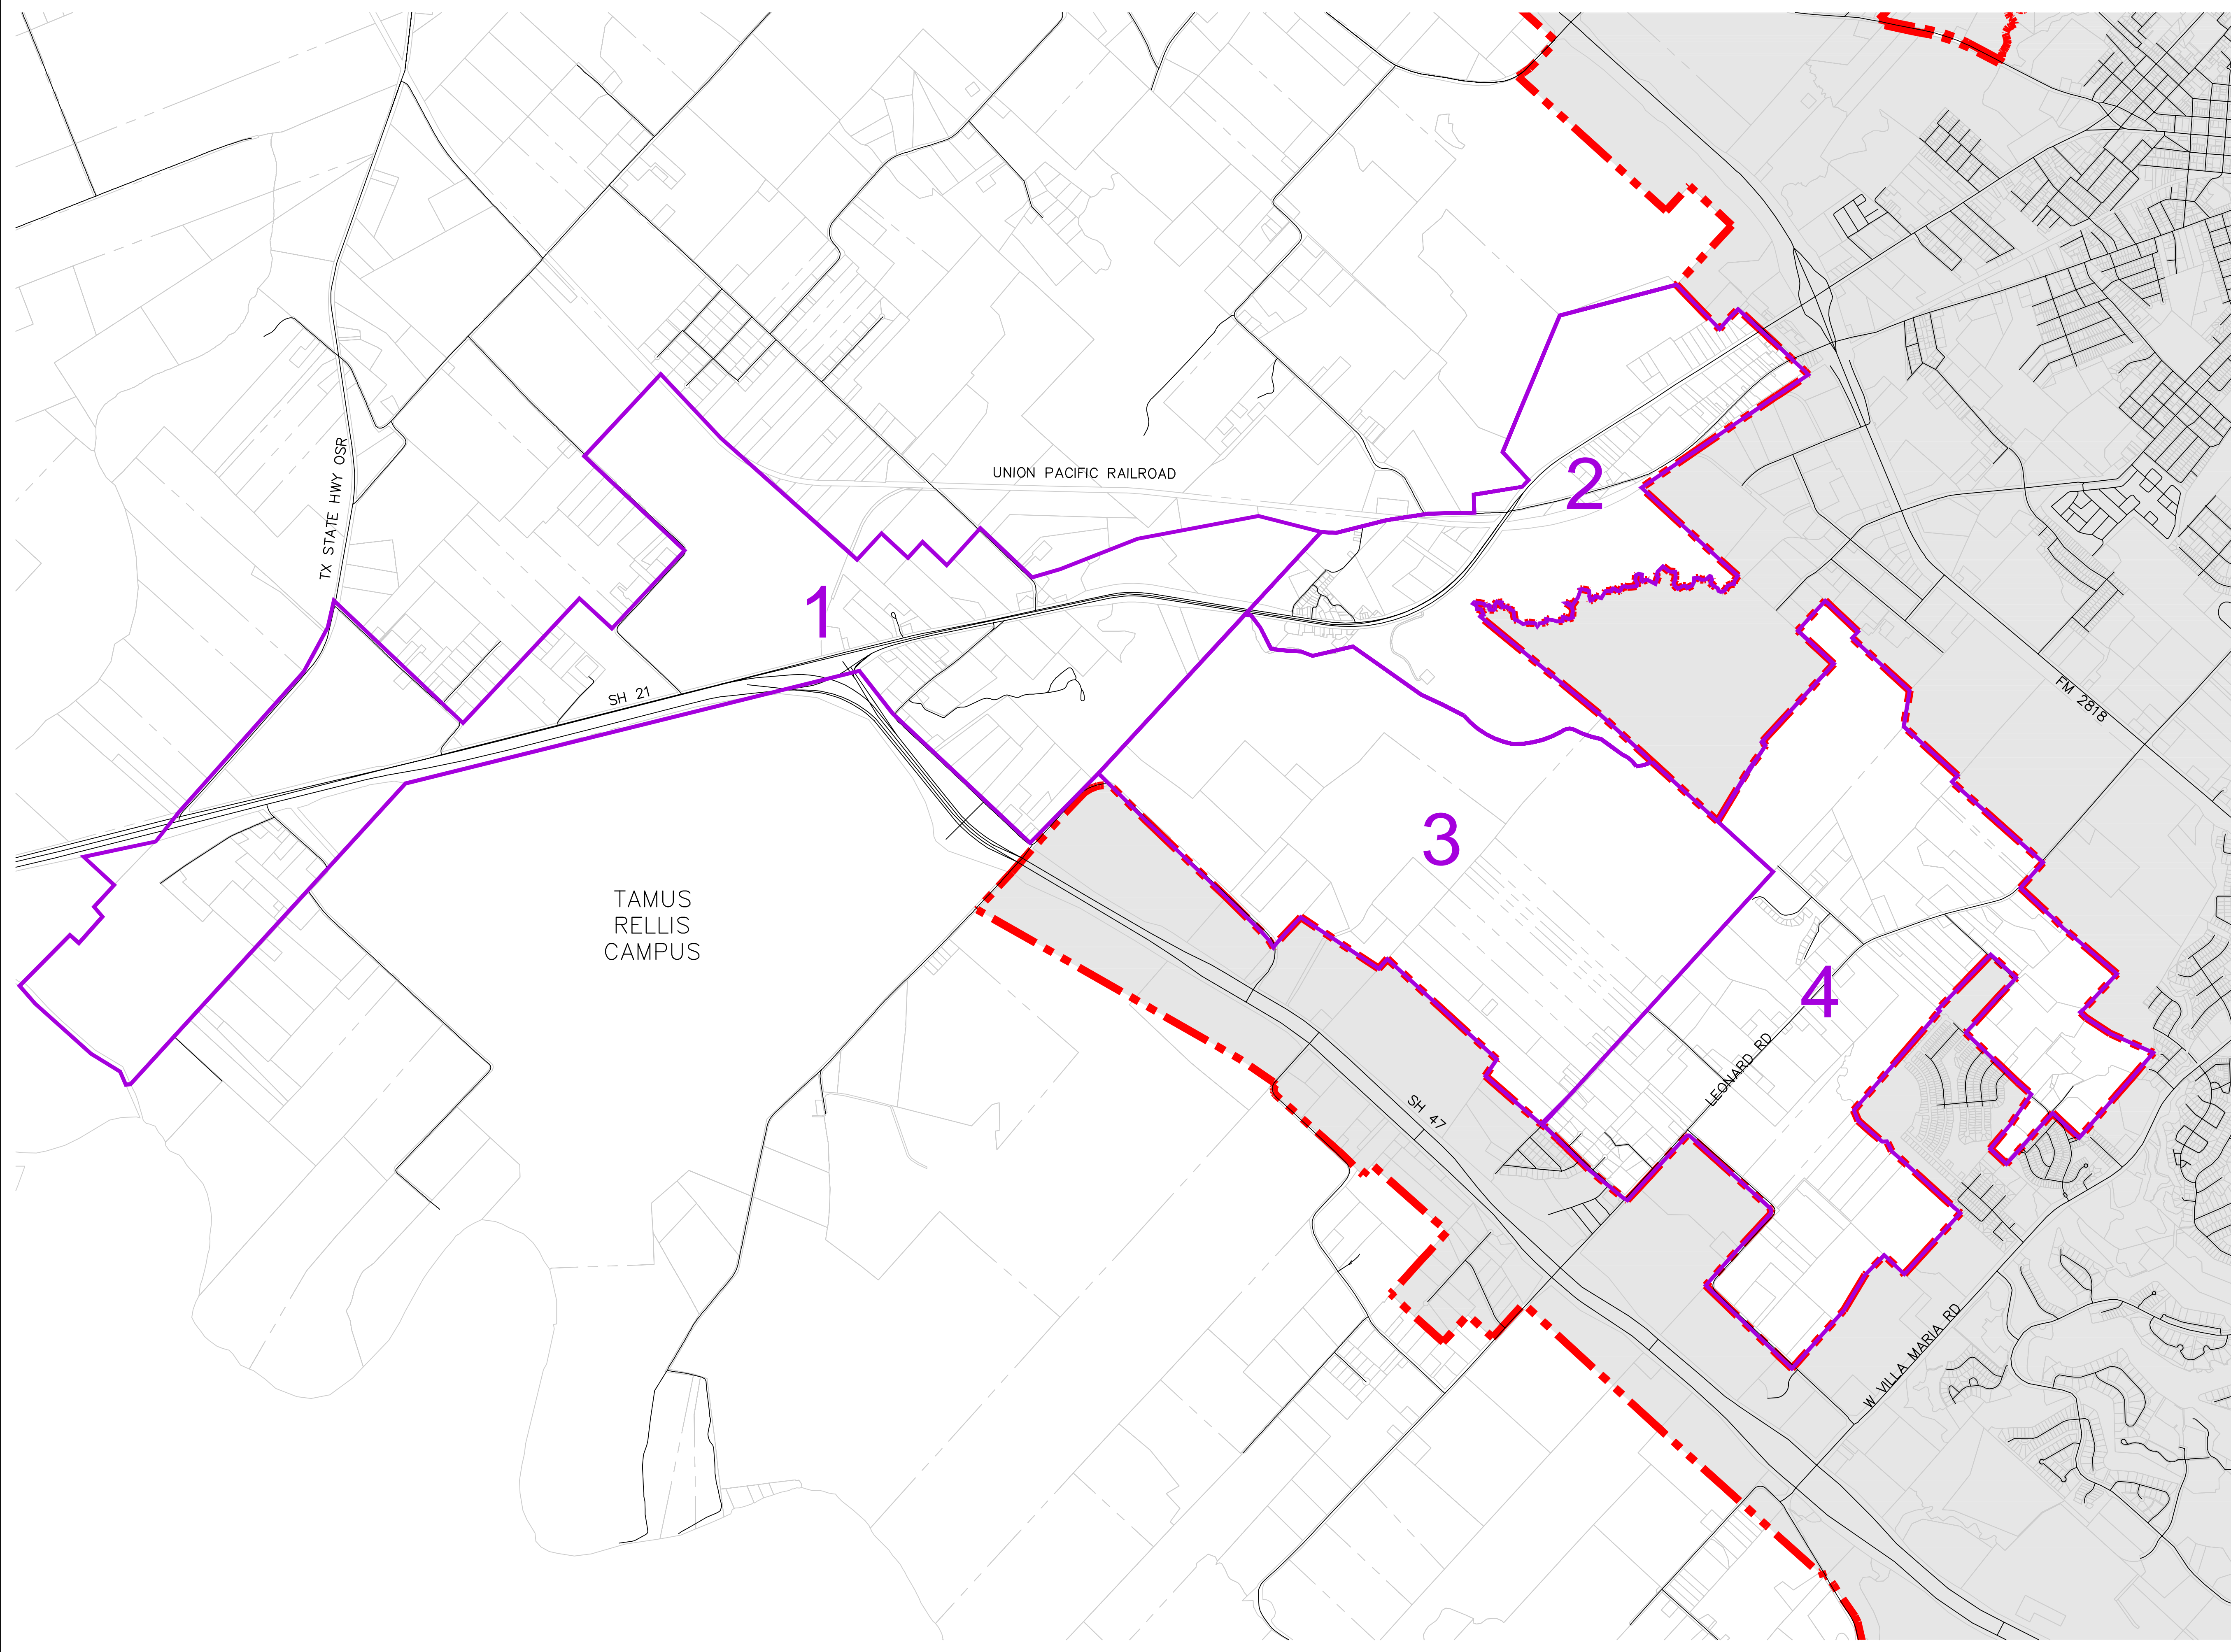 UNION PACIFIC RAILROAD
2
TX STATE HWY OSR
1
SH 21
FM 2818
3
TAMUS
RELLIS
CAMPUS
4
LEONARD RD
SH 47
W VILLA MARIA RD